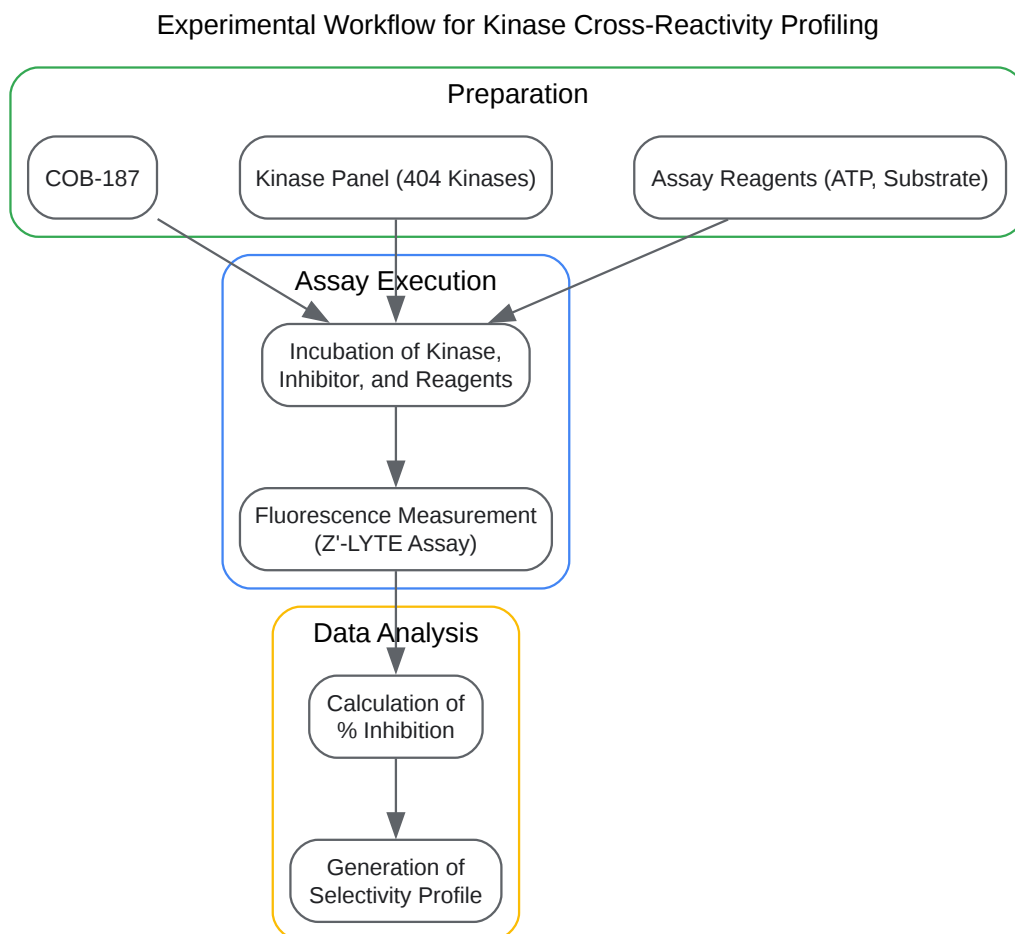 Experimental Workflow for Kinase Cross-Reactivity Profiling
Preparation
COB-187
Kinase Panel (404 Kinases)
Assay Reagents (ATP, Substrate)
Assay Execution
Incubation of Kinase,
Inhibitor, and Reagents
Fluorescence Measurement
(Z'-LYTE Assay)
Data Analysis
Calculation of
% Inhibition
Generation of
Selectivity Profile